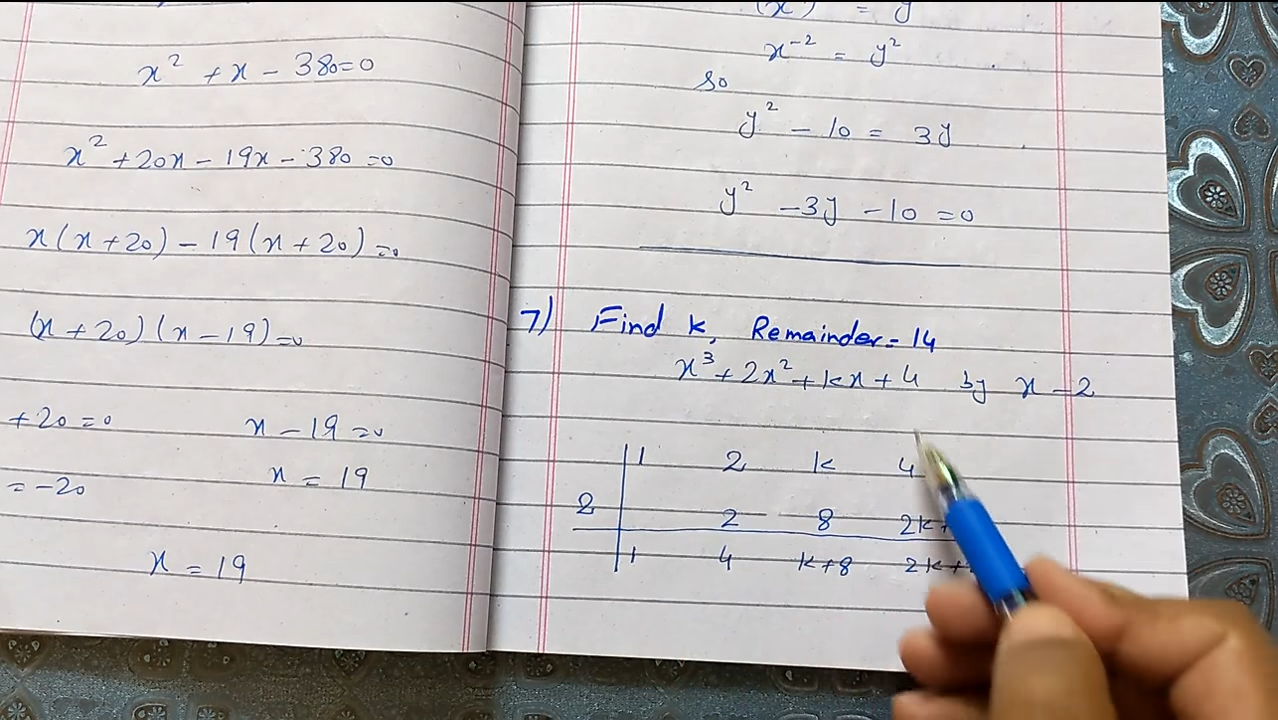 x² + x - 380=0
x² + 20x - 19x - 380 =0
x(x+20) - 19(x+20)=0
(x+20)(x-19)=0
+20=0 x-19=0
=-20 x = 19
x = 19
x⁻² = y²
so
y² - 10 = 3y
y² - 3y - 10 =0
7) Find k, Remainder = 14
x³ + 2x² + kx + 4 by x - 2
1 2 k 4
2 2 8 2k+
1 4 k+8 2k+